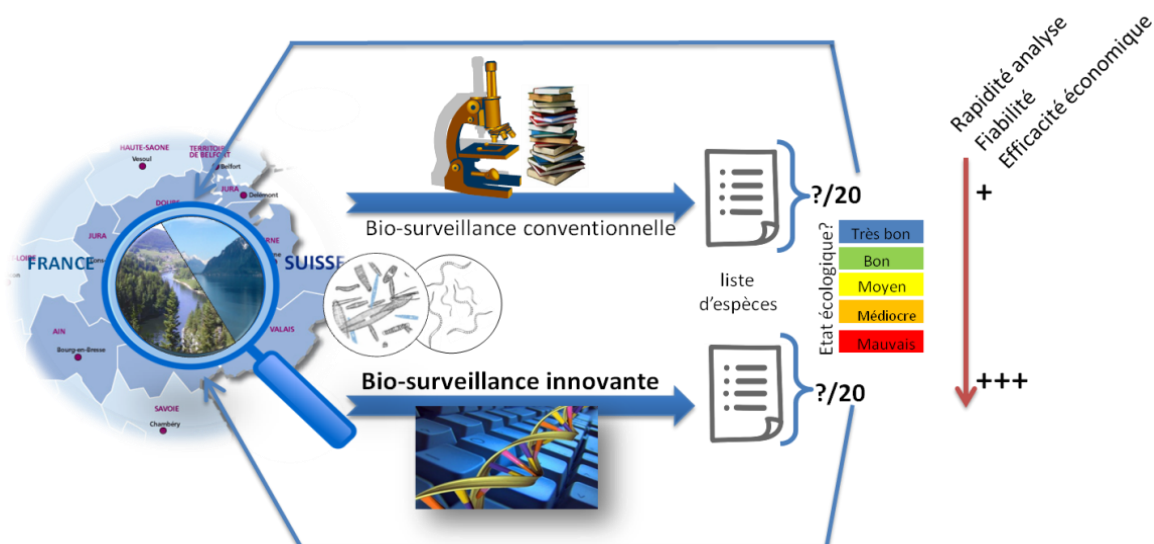 Rapidité analyse
Fiabilité
Efficacité économique
HAUTE-SAONE
Vesoul
TERRITOIRE
DE BELFORT
Belfort
JURA
Delémont
DOUBS
JURA
FRANCE
SUISSE
VALAIS
AIN
Bourg-en-Bresse
SAVOIE
Chambéry
Bio-surveillance conventionnelle
?/20
+
liste
d'espèces
Etat écologique?
Très bon
Bon
Moyen
Médiocre
Mauvais
Bio-surveillance innovante
?/20
+++